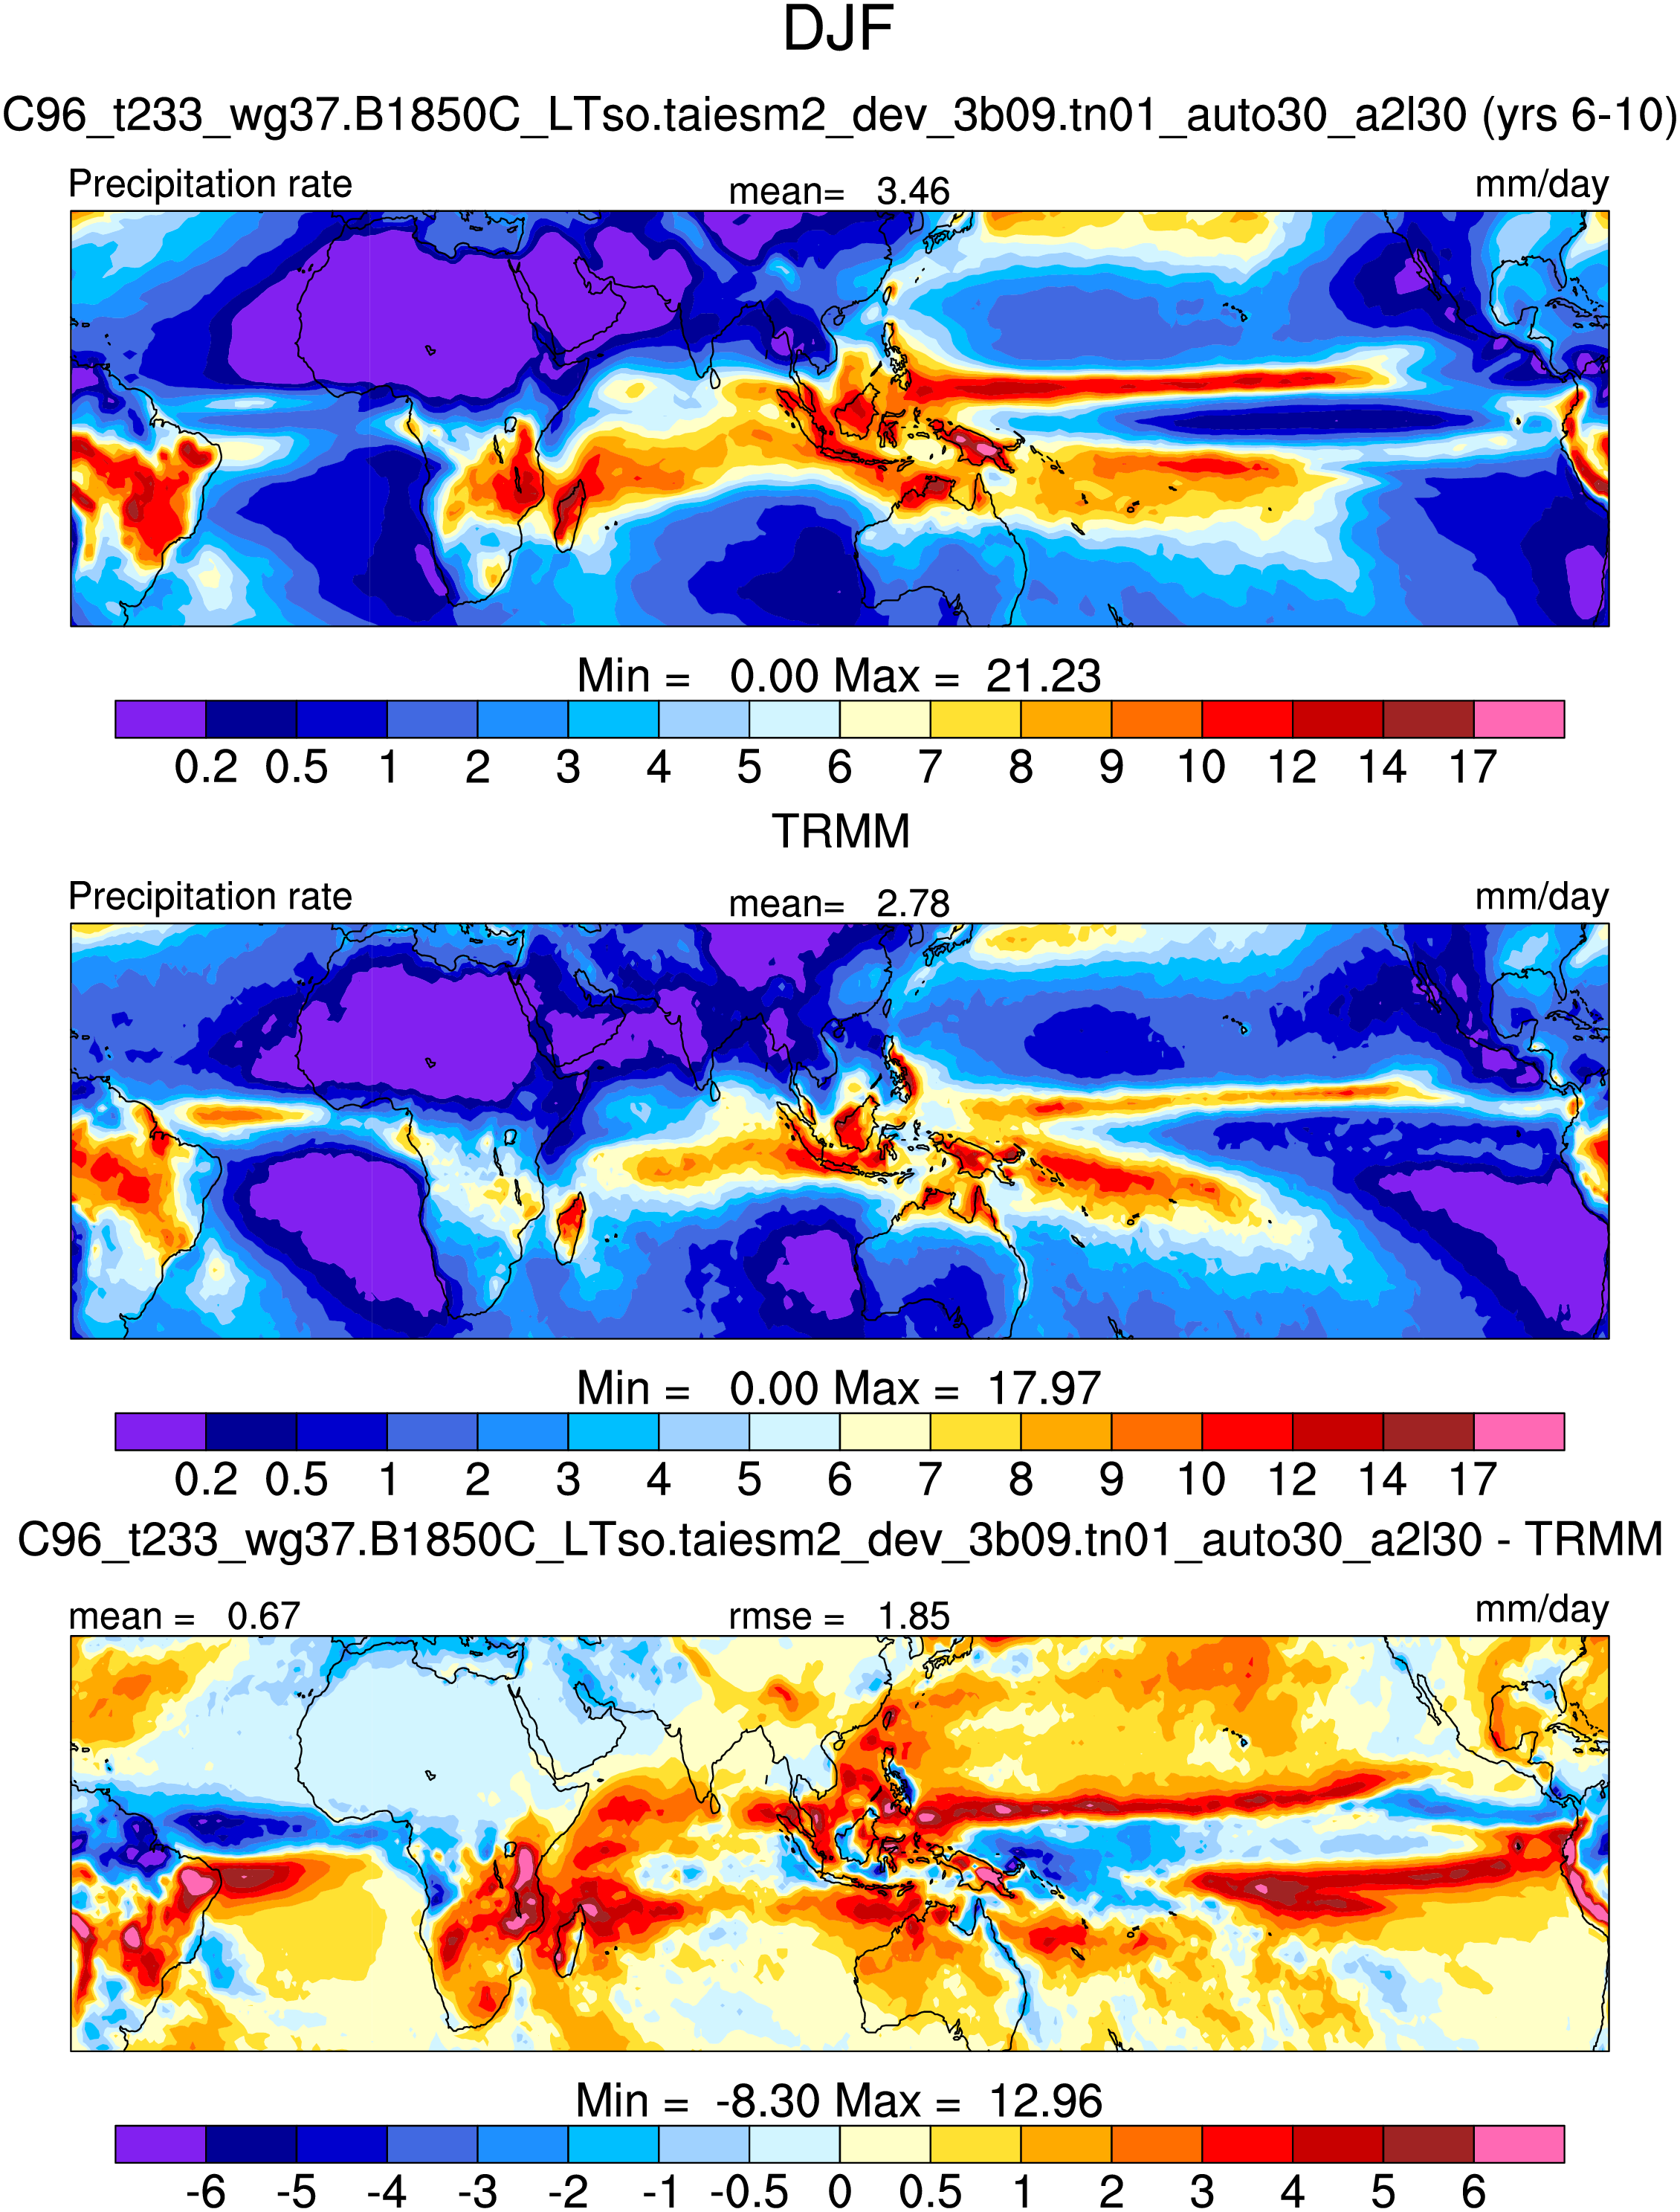 DJF
C96_t233_wg37.B1850C_LTso.taiesm2_dev_3b09.tn01_auto30_a2l30 (yrs 6-10)
Precipitation rate mean= 3.46 mm/day
Min = 0.00 Max = 21.23
0.2 0.5 1 2 3 4 5 6 7 8 9 10 12 14 17
TRMM
Precipitation rate mean= 2.78 mm/day
Min = 0.00 Max = 17.97
0.2 0.5 1 2 3 4 5 6 7 8 9 10 12 14 17
C96_t233_wg37.B1850C_LTso.taiesm2_dev_3b09.tn01_auto30_a2l30 - TRMM
mean = 0.67 rmse = 1.85 mm/day
Min = -8.30 Max = 12.96
-6 -5 -4 -3 -2 -1 -0.5 0 0.5 1 2 3 4 5 6